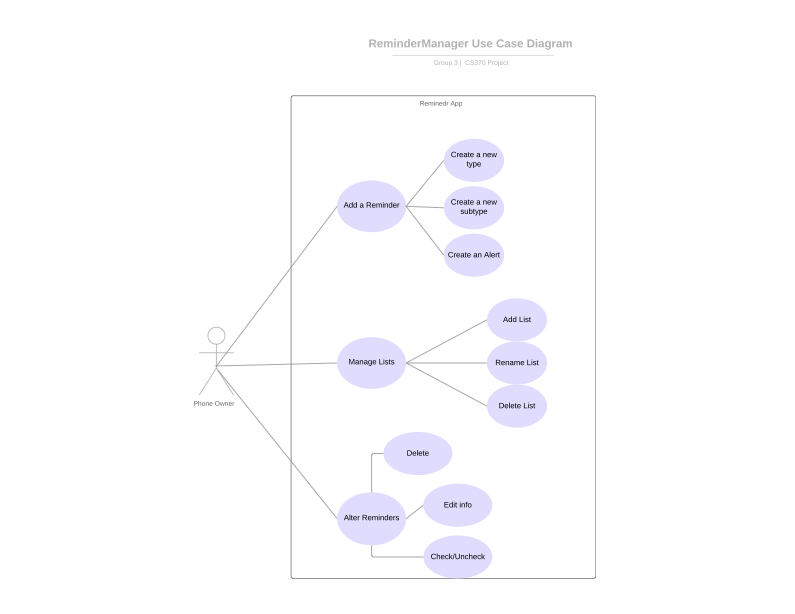 ReminderManager Use Case Diagram
Group 3 | CS370 Project
Reminedr App
Create a new
type
Add a Reminder
Create a new
subtype
Create an Alert
Add List
Manage Lists
Rename List
Delete List
Phone Owner
Delete
Edit info
Alter Reminders
Check/Uncheck